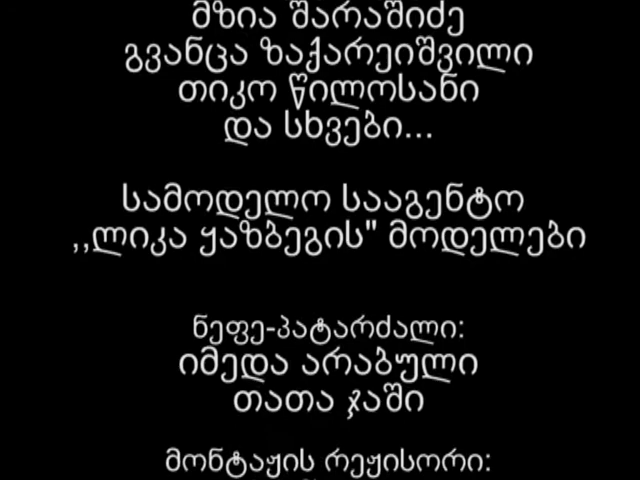 მზია შარაშიძე
გვანცა ზაქარეიშვილი
თიკო წილოსანი
და სხვები...
სამოდელო სააგენტო
,,ლიკა ყაზბეგის" მოდელები
ნეფე-პატარძალი:
იმედა არაბული
თათა ჯაში
მონტაჟის რეჟისორი: